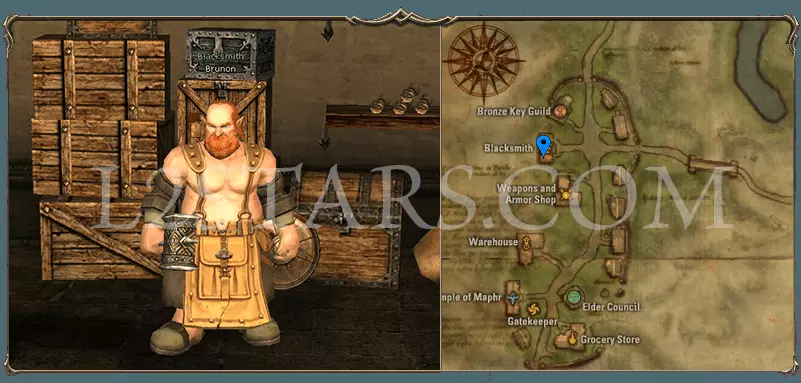 Blacksmith
Brunon
L2STARS.COM
Bronze Key Guild
Blacksmith
Weapons and
Armor Shop
Warehouse
mple of Maphr
Elder Council
Gatekeeper
Grocery Store